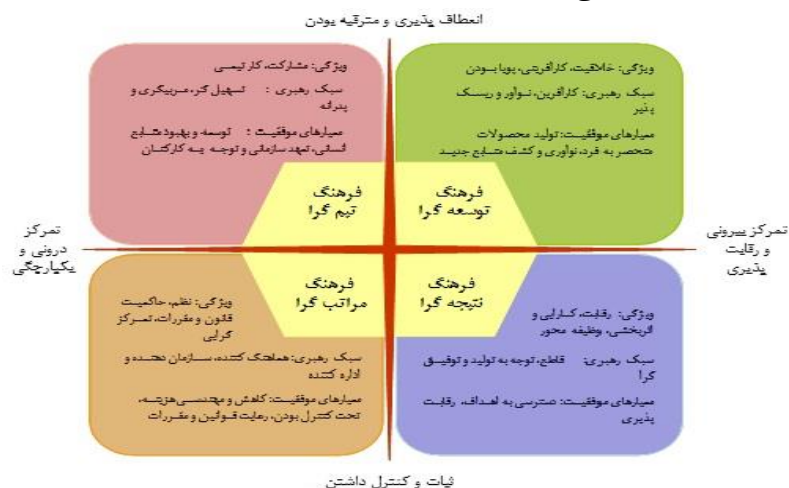 انعطاف پذیری و مترقیه بودن
ویژگی: خلاقیت، کارآفرینی، پویا بودن
سبک رهبری: کارآفرین، نوآور و ریسک
پذیر
معیارهای موفقیت: تولید محصولات
منحصر به فرد، نوآوری و کشف منابع جدید
فرهنگ
توسعه گرا
ویژگی: مشارکت، کار تیمی
سبک رهبری : تسهیل گر، مربیگری و
پدرانه
معیارهای موفقیت : توسعه و بهبود منابع
انسانی، تعهد سازمانی و توجه به کارکنان
فرهنگ
تیم گرا
تمرکز بیرونی
و رقابت
پذیری
تمرکز
درونی و
یکپارچگی
فرهنگ
نتیجه گرا
ویژگی: رقابت، کارایی و
اثربخشی، وظیفه محور
سبک رهبری: قاطع، توجه به تولید و توفیق
گرا
معیارهای موفقیت: دسترسی به اهداف، رقابت
پذیری
فرهنگ
مراتب گرا
ویژگی: نظم، حاکمیت
قانون و مقررات، تمرکز
گرایی
سبک رهبری: هماهنگ کننده، سازمان دهنده و
اداره کننده
معیارهای موفقیت: کاهش و مهندسی هزینه،
تحت کنترل بودن، رعایت قوانین و مقررات
ثبات و کنترل داشتن